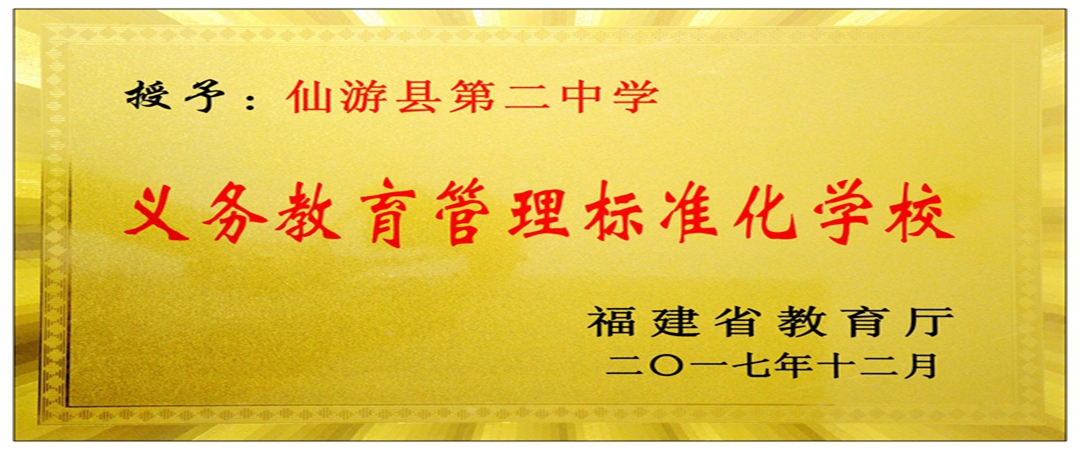 授予：仙游县第二中学
义务教育管理标准化学校
福建省教育厅
二〇一七年十二月